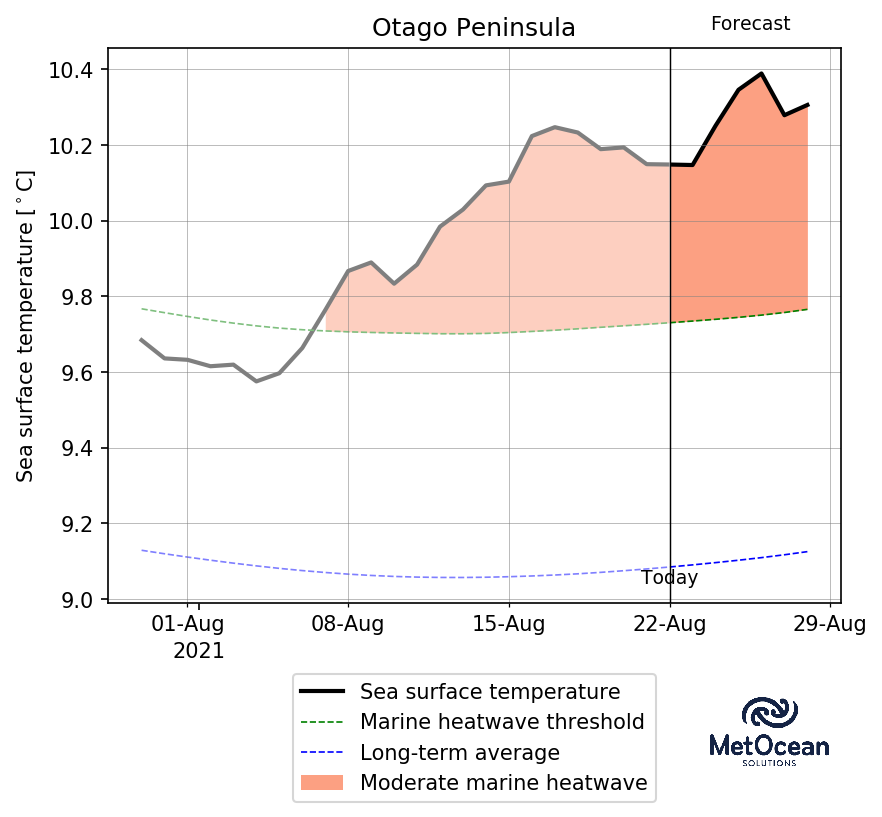 Otago Peninsula
Forecast
Sea surface temperature [°C]
10.4
10.2
10.0
9.8
9.6
9.4
9.2
9.0
Today
01-Aug
08-Aug
15-Aug
22-Aug
29-Aug
2021
Sea surface temperature
Marine heatwave threshold
Long-term average
Moderate marine heatwave
MetOcean
SOLUTIONS